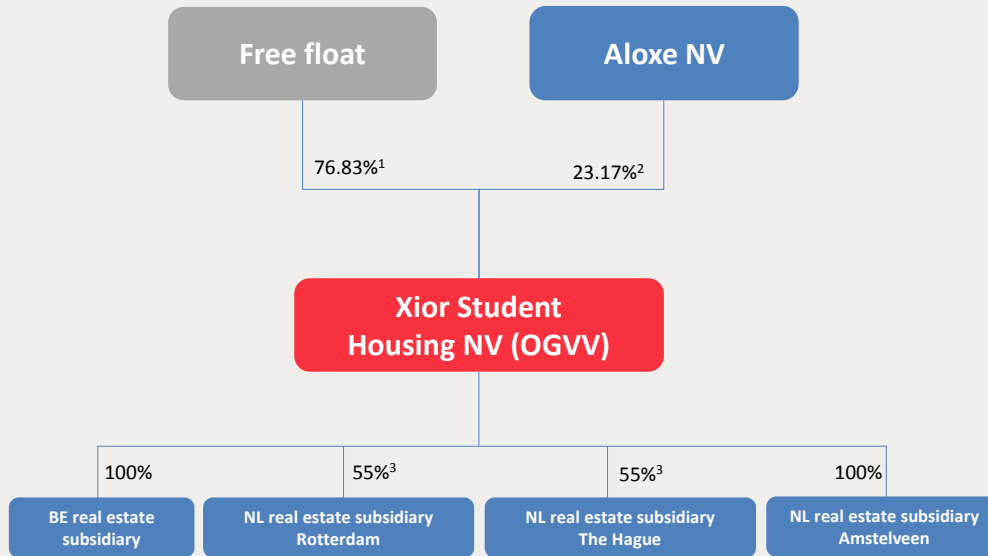 Free float
Aloxe NV
76.83%¹
23.17%²
Xior Student
Housing NV (OGVV)
100%
55%³
55%³
100%
BE real estate
subsidiary
NL real estate subsidiary
Rotterdam
NL real estate subsidiary
The Hague
NL real estate subsidiary
Amstelveen